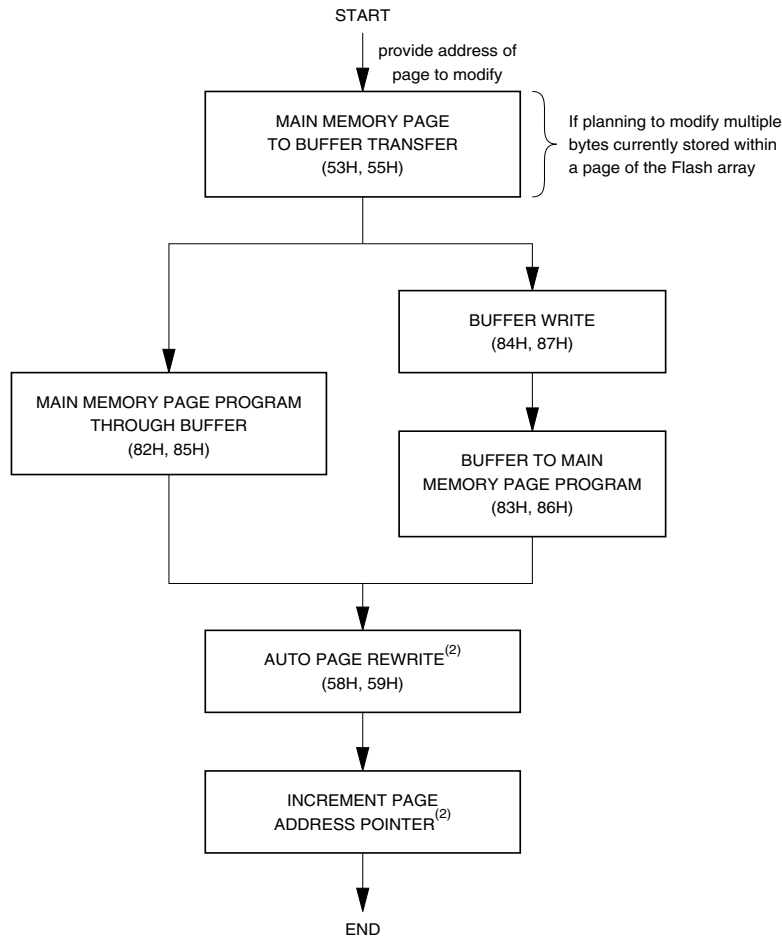 START
provide address of
page to modify
MAIN MEMORY PAGE
TO BUFFER TRANSFER
(53H, 55H)
If planning to modify multiple
bytes currently stored within
a page of the Flash array
BUFFER WRITE
(84H, 87H)
MAIN MEMORY PAGE PROGRAM
THROUGH BUFFER
(82H, 85H)
BUFFER TO MAIN
MEMORY PAGE PROGRAM
(83H, 86H)
AUTO PAGE REWRITE(2)
(58H, 59H)
INCREMENT PAGE
ADDRESS POINTER(2)
END